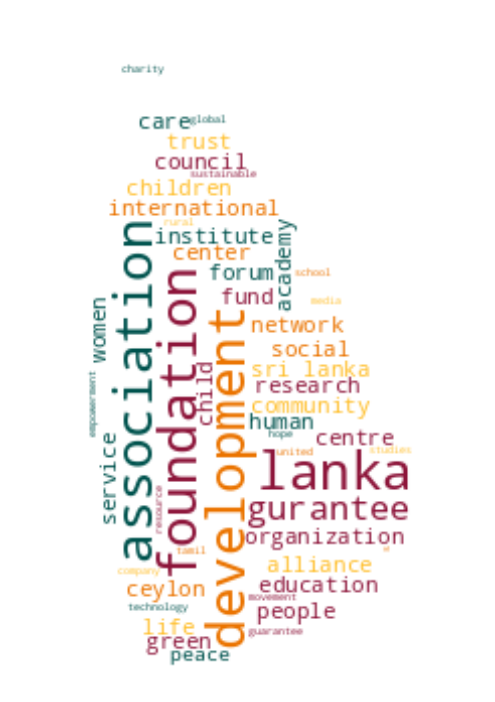 charity
care global
trust
council
sustainable
children
international
rural
institute
center
academy
forum school
fund media
association
foundation
development
women
network
social
child
sri lanka
empowerment
research
community
human
hope
centre
service
united studies
lanka
resource
gurantee
organization
tamil
alliance
company
education
ceylon
movement
technology
people
life
guarantee
green
peace